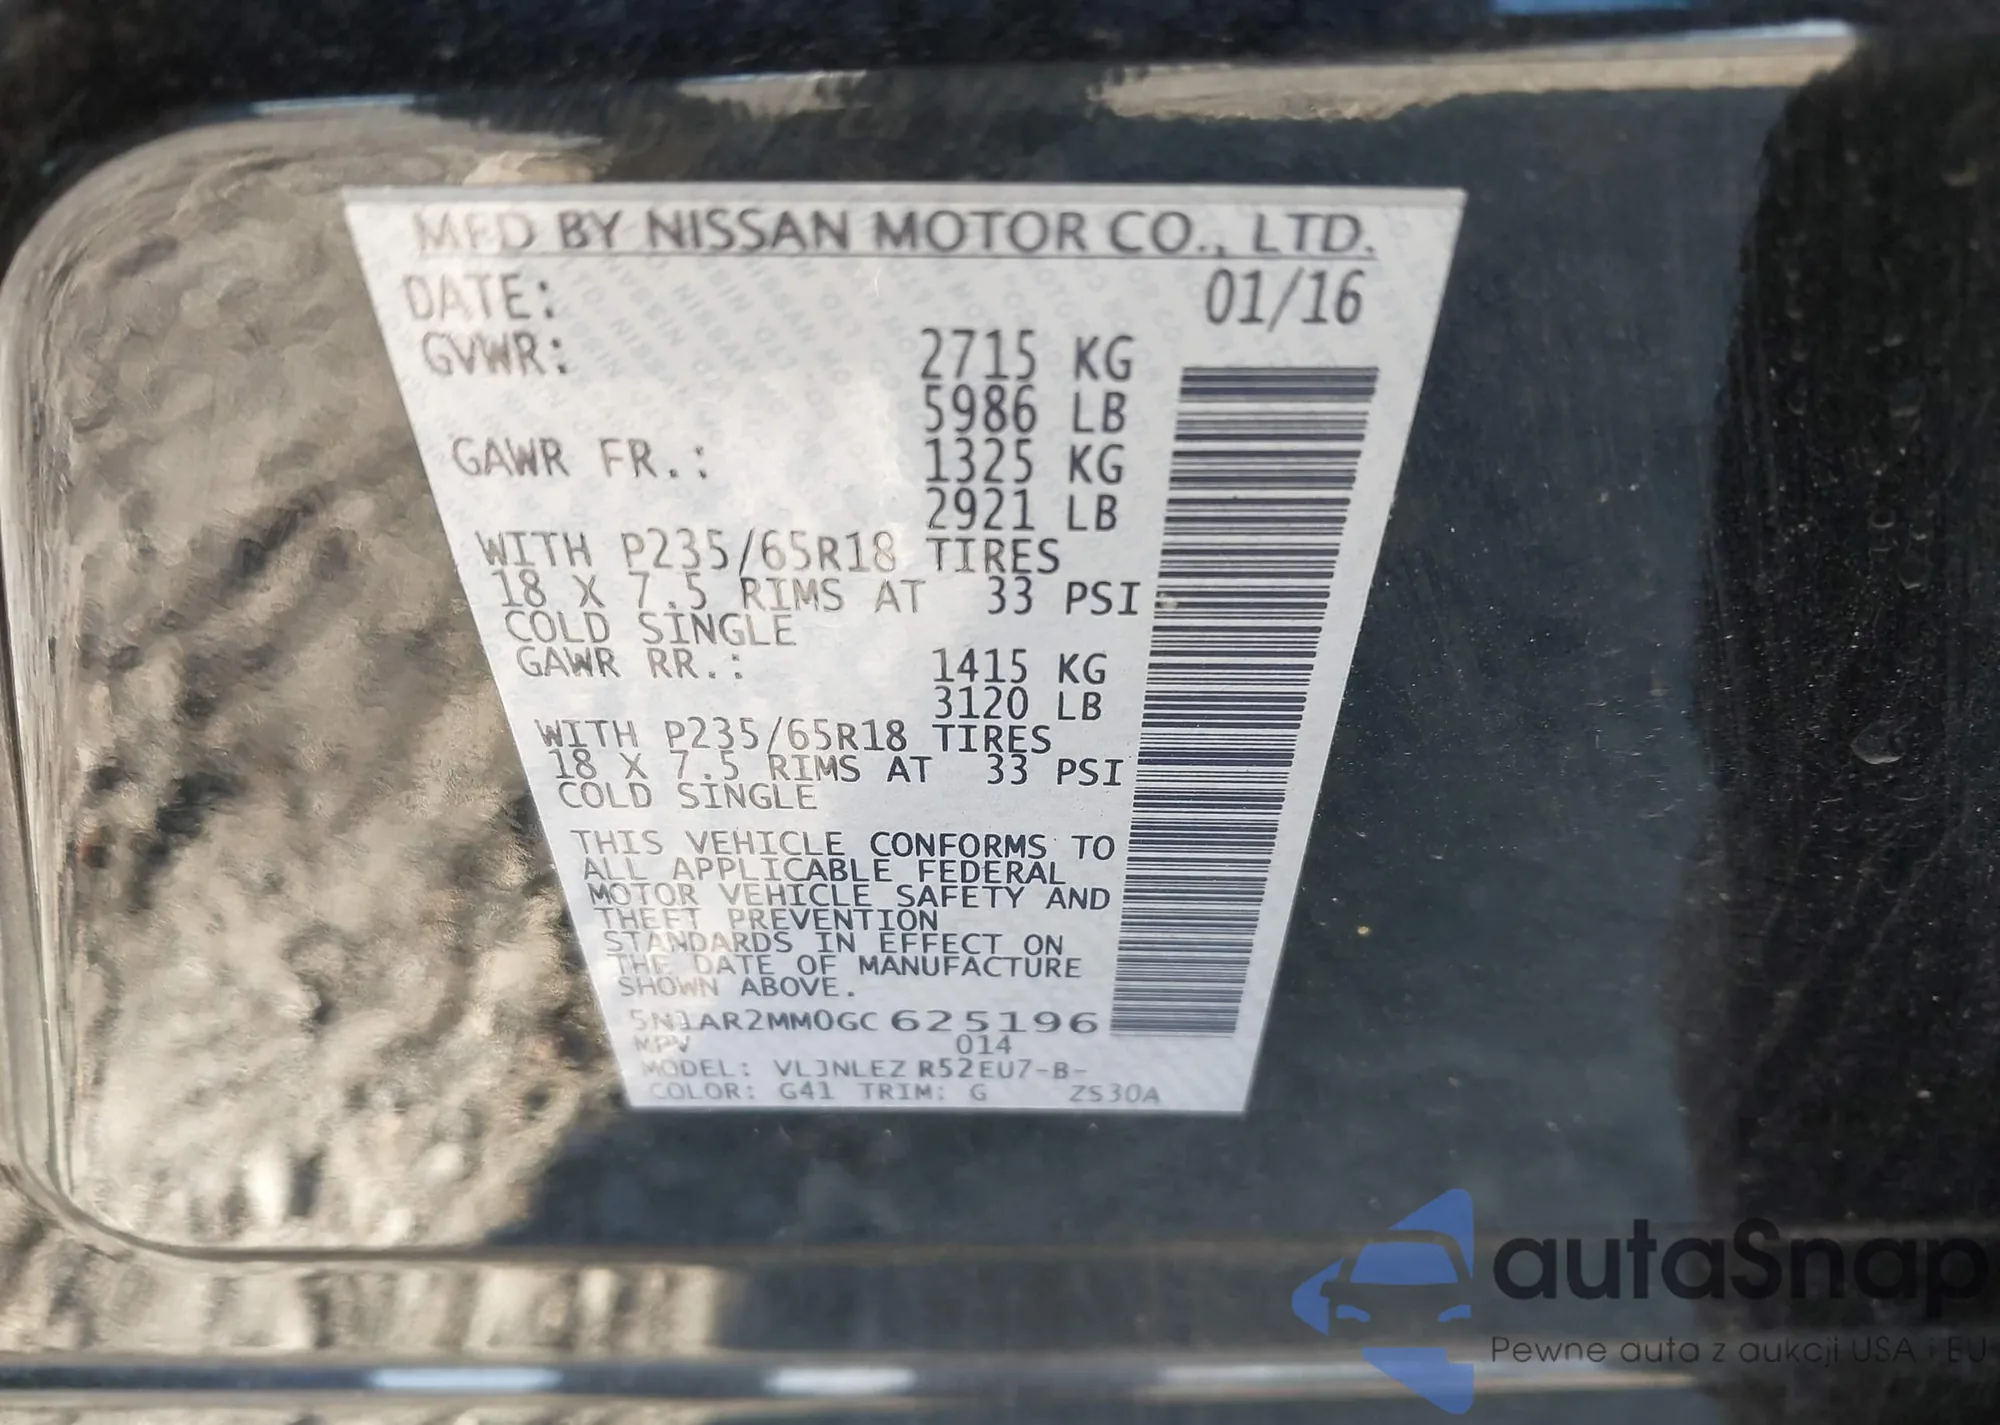 MFD BY NISSAN MOTOR CO., LTD.
DATE: 01/16
GVWR: 2715 KG
5986 LB
GAWR FR.: 1325 KG
2921 LB
WITH P235/65R18 TIRES
18 X 7.5 RIMS AT 33 PSI
COLD SINGLE
GAWR RR.: 1415 KG
3120 LB
WITH P235/65R18 TIRES
18 X 7.5 RIMS AT 33 PSI
COLD SINGLE
THIS VEHICLE CONFORMS TO
ALL APPLICABLE FEDERAL
MOTOR VEHICLE SAFETY AND
THEFT PREVENTION
STANDARDS IN EFFECT ON
THE DATE OF MANUFACTURE
SHOWN ABOVE.
5N1AR2MM0GC 625196
MPV 014
MODEL: VLJNLEZ R52EU7-B-
COLOR: G41 TRIM: G ZS30A
autaSnap
Pewne auta z aukcji USA i EU